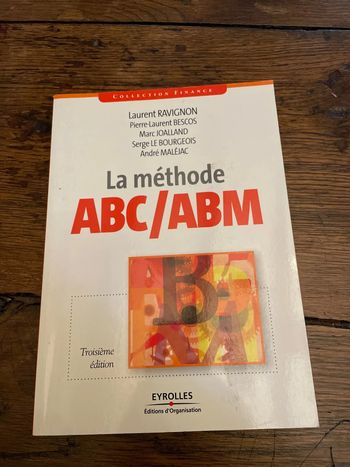 COLLECTION FINANCE
Laurent RAVIGNON
Pierre-Laurent BESCOS
Marc JOALLAND
Serge LE BOURGEOIS
André MALÉJAC
La méthode
ABC/ABM
Troisième
édition
EYROLLES
Éditions d'Organisation